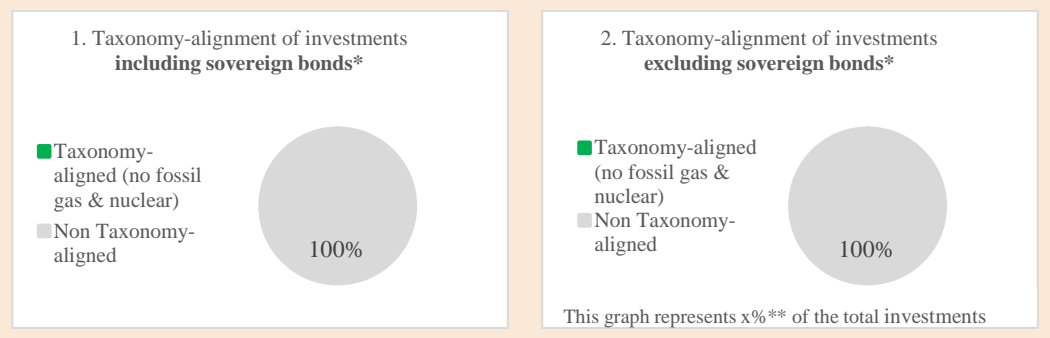 1. Taxonomy-alignment of investments
including sovereign bonds*
Taxonomy-
aligned (no fossil
gas & nuclear)
Non Taxonomy-
aligned
100%
2. Taxonomy-alignment of investments
excluding sovereign bonds*
Taxonomy-aligned
(no fossil gas &
nuclear)
Non Taxonomy-
aligned
100%
This graph represents x%** of the total investments